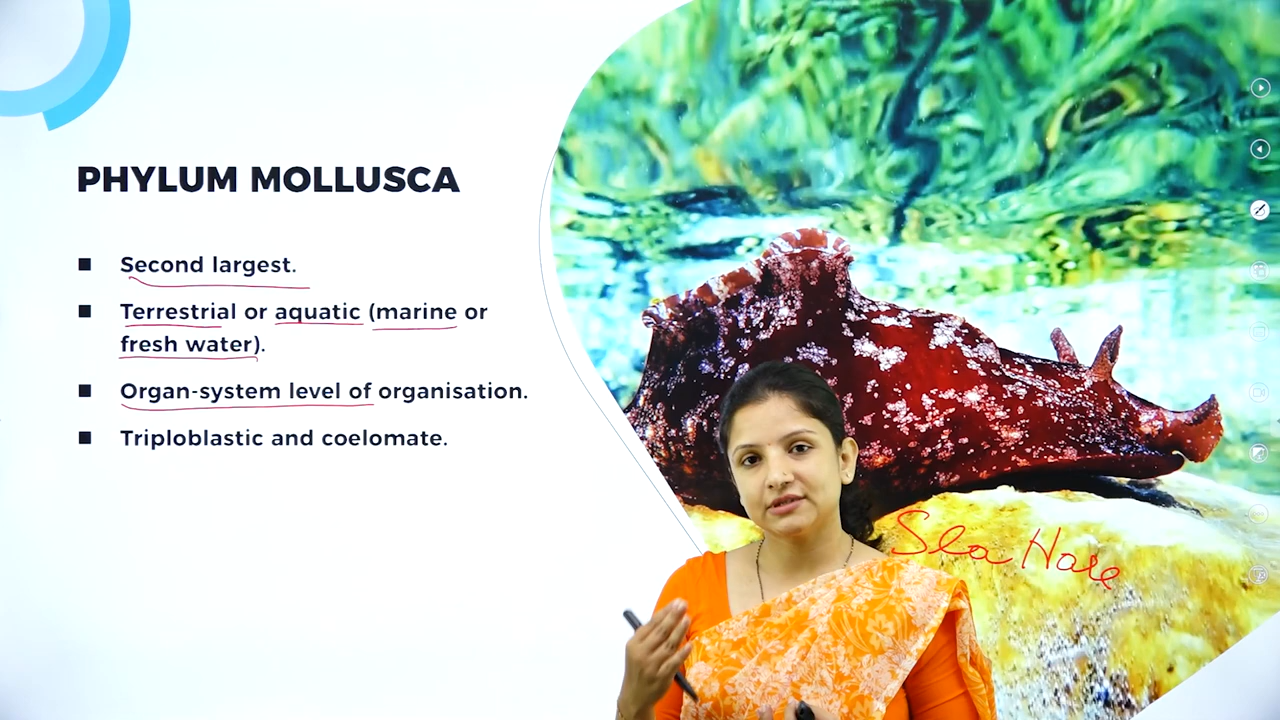 PHYLUM MOLLUSCA
■ Second largest.
■ Terrestrial or aquatic (marine or
fresh water).
■ Organ-system level of organisation.
■ Triploblastic and coelomate.
Sea Hare